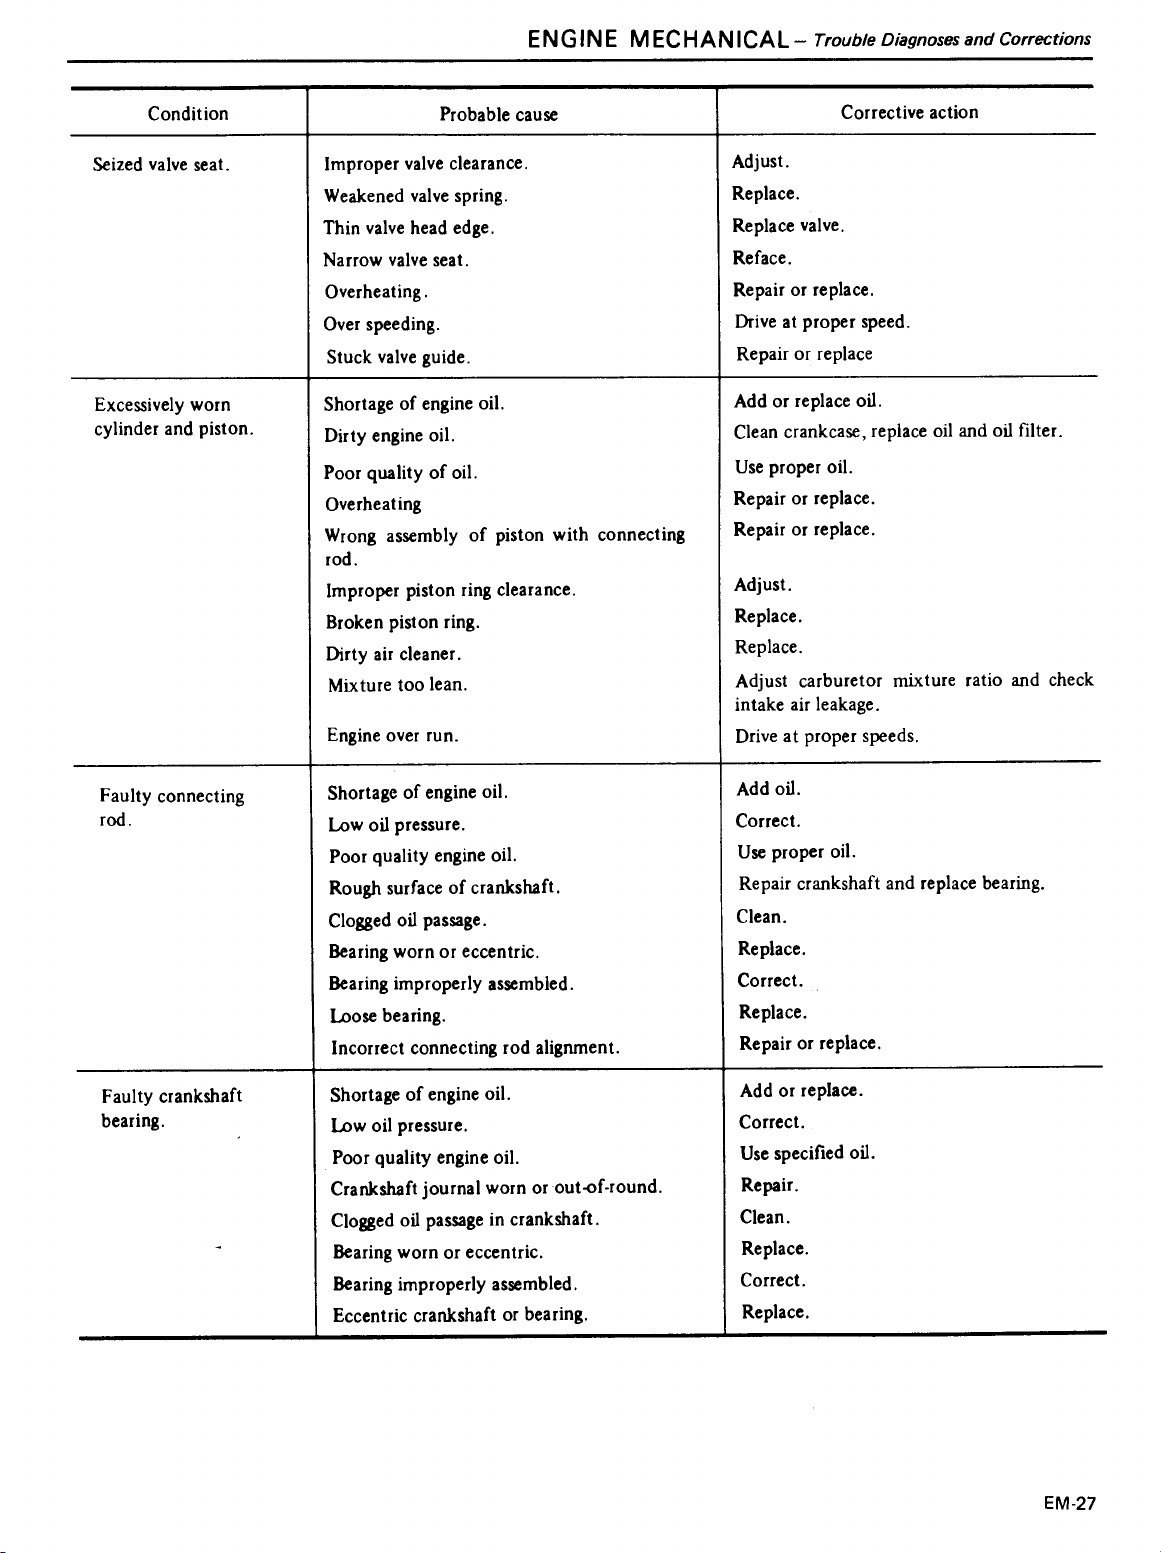 ENGINE MECHANICAL – Trouble Diagnoses and Corrections
Condition Probable cause Corrective action
Seized valve seat. Improper valve clearance. Adjust.
Weakened valve spring. Replace.
Thin valve head edge. Replace valve.
Narrow valve seat. Reface.
Overheating. Repair or replace.
Over speeding. Drive at proper speed.
Stuck valve guide. Repair or replace
Excessively worn Shortage of engine oil. Add or replace oil.
cylinder and piston. Dirty engine oil. Clean crankcase, replace oil and oil filter.
Poor quality of oil. Use proper oil.
Overheating Repair or replace.
Wrong assembly of piston with connecting Repair or replace.
rod.
Improper piston ring clearance. Adjust.
Broken piston ring. Replace.
Dirty air cleaner. Replace.
Mixture too lean. Adjust carburetor mixture ratio and check
intake air leakage.
Engine over run. Drive at proper speeds.
Faulty connecting Shortage of engine oil. Add oil.
rod. Low oil pressure. Correct.
Poor quality engine oil. Use proper oil.
Rough surface of crankshaft. Repair crankshaft and replace bearing.
Clogged oil passage. Clean.
Bearing worn or eccentric. Replace.
Bearing improperly assembled. Correct.
Loose bearing. Replace.
Incorrect connecting rod alignment. Repair or replace.
Faulty crankshaft Shortage of engine oil. Add or replace.
bearing. Low oil pressure. Correct.
Poor quality engine oil. Use specified oil.
Crankshaft journal worn or out-of-round. Repair.
Clogged oil passage in crankshaft. Clean.
Bearing worn or eccentric. Replace.
Bearing improperly assembled. Correct.
Eccentric crankshaft or bearing. Replace.
EM-27